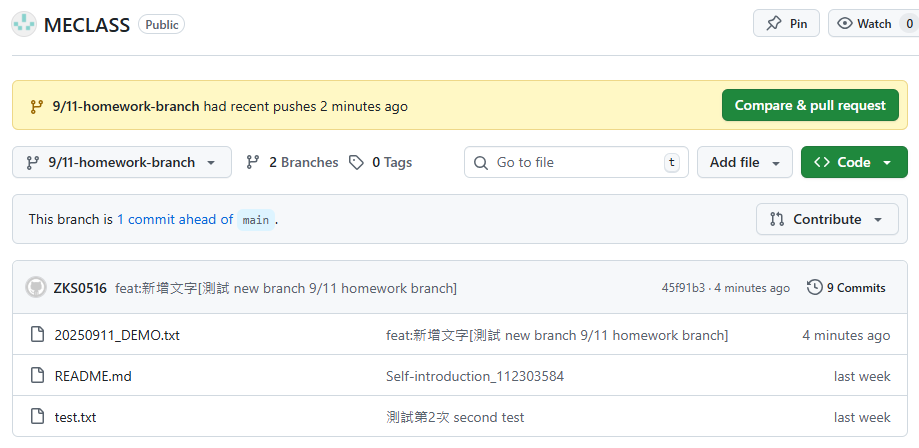 MECLASS Public Pin Watch 0
9/11-homework-branch had recent pushes 2 minutes ago Compare & pull request
9/11-homework-branch 2 Branches 0 Tags Go to file t Add file Code
This branch is 1 commit ahead of main. Contribute
ZKS0516 feat:新增文字[測試 new branch 9/11 homework branch] 45f91b3 · 4 minutes ago 9 Commits
20250911_DEMO.txt feat:新增文字[測試 new branch 9/11 homework branch] 4 minutes ago
README.md Self-introduction_112303584 last week
test.txt 測試第2次 second test last week